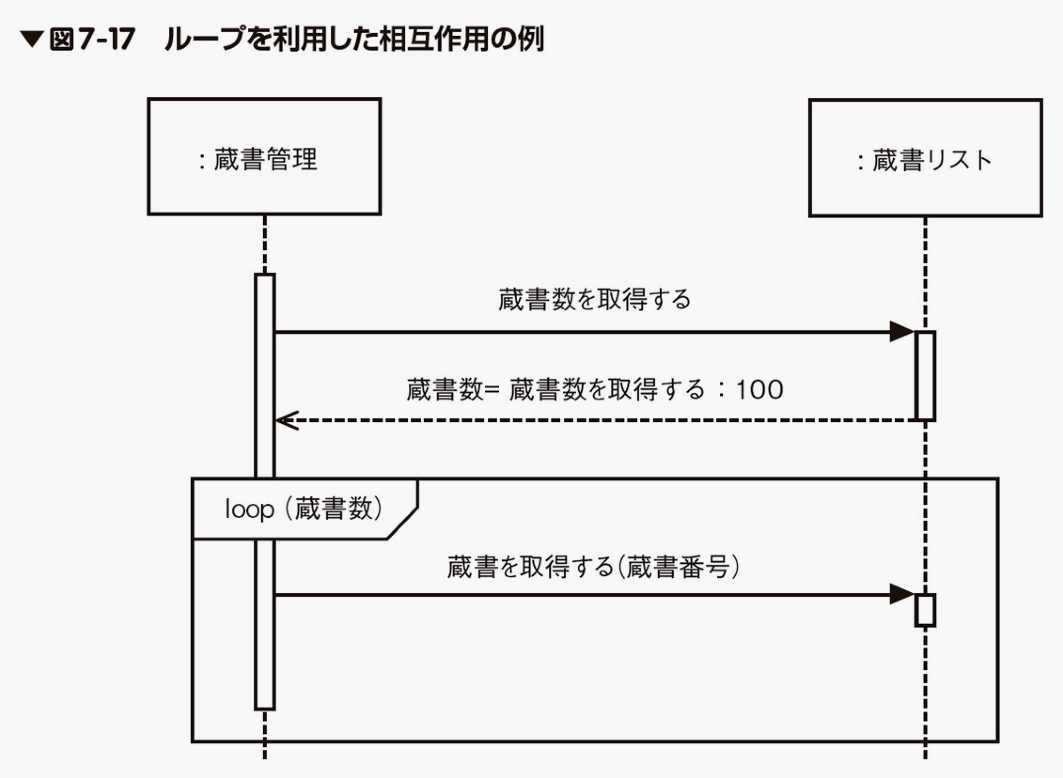 ▼図7-17　ループを利用した相互作用の例
：蔵書管理
：蔵書リスト
蔵書数を取得する
蔵書数= 蔵書数を取得する：100
loop（蔵書数）
蔵書を取得する(蔵書番号)